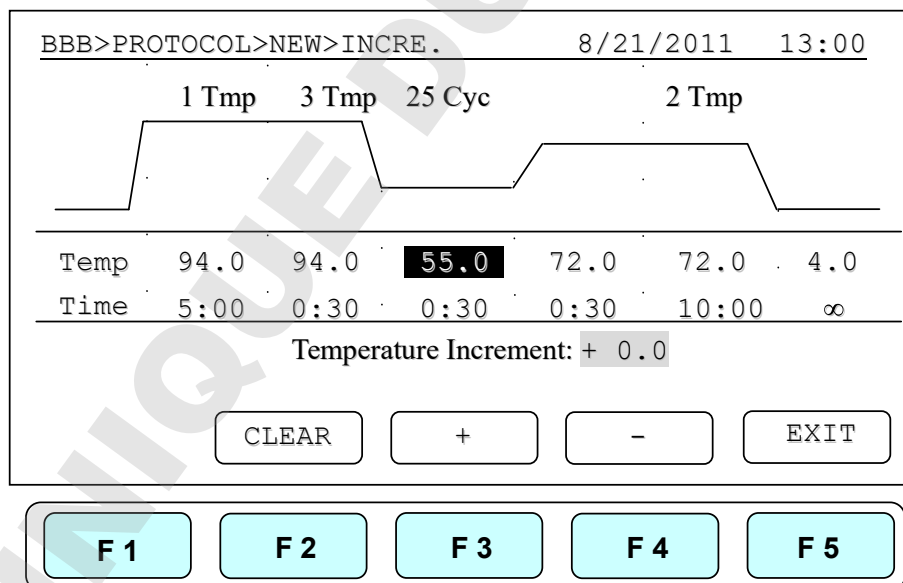 BBB>PROTOCOL>NEW>INCRE. 8/21/2011 13:00
1 Tmp 3 Tmp 25 Cyc 2 Tmp
Temp 94.0 94.0 55.0 72.0 72.0 4.0
Time 5:00 0:30 0:30 0:30 10:00 ∞
Temperature Increment: + 0.0
CLEAR + - EXIT
F 1 F 2 F 3 F 4 F 5